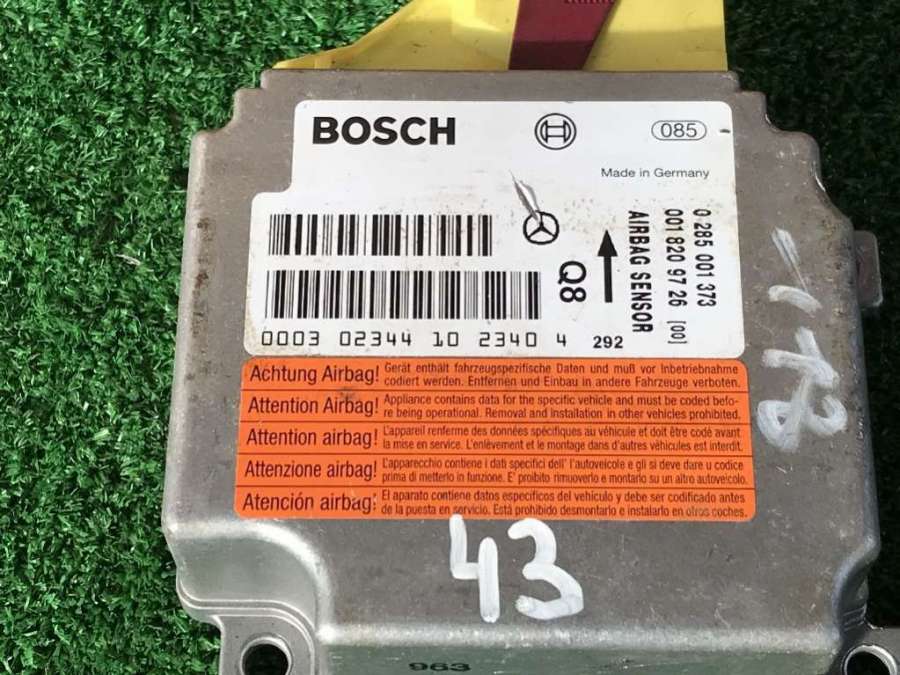 BOSCH
085
Made in Germany
0 285 001 373
001 820 97 26 [00]
AIRBAG SENSOR
Q8
0003 02344 10 2340 4 292
Achtung Airbag! Gerät enthält fahrzeugspezifische Daten und muß vor Inbetriebnahme
codiert werden. Entfernen und Einbau in andere Fahrzeuge verboten.
Attention Airbag! Appliance contains data for the specific vehicle and must be coded befo-
re being operational. Removal and Installation in other vehicles prohibited.
Attention airbag! L'appareil renferme des données spécifiques au véhicule et doit être codé avant
la mise en service. L'enlèvement et le montage dans d'autres véhicules est interdit.
Attenzione airbag! L'apparecchio contiene i dati specifici dell' l'autoveicolo e gli si deve dare u codice
prima di metterlo in funzione. E' proibito rimuoverlo e montarlo su un altro autoveicolo.
Atención airbag: El aparato contiene datos específicos del vehículo y debe ser codificado antes
de la puesta en servicio. Está prohibido desmontarlo e instalarlo en otros coches.
43
963